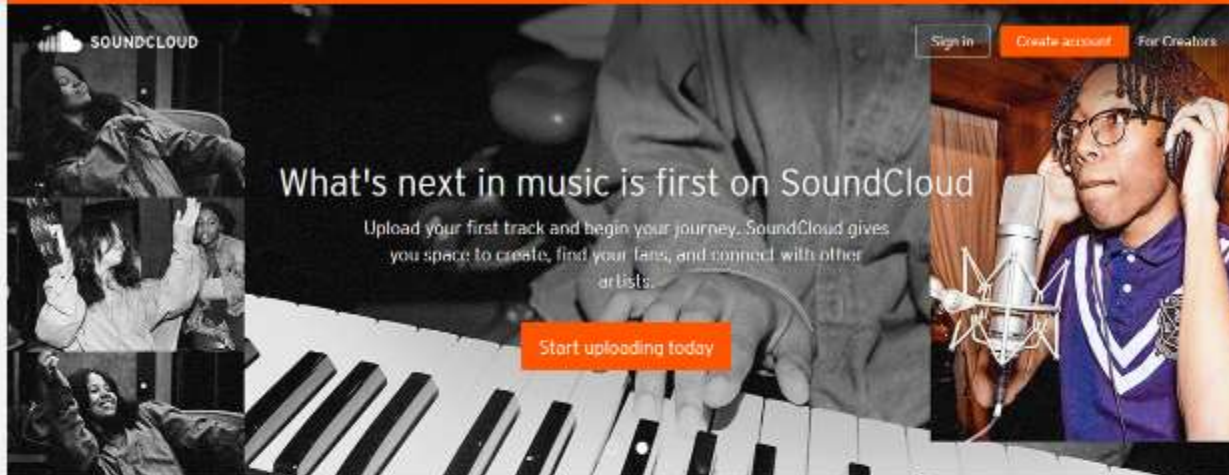 SOUNDCLOUD
Sign in
Create account
For Creators
What's next in music is first on SoundCloud
Upload your first track and begin your journey. SoundCloud gives
you space to create, find your fans, and connect with other
artists.
Start uploading today